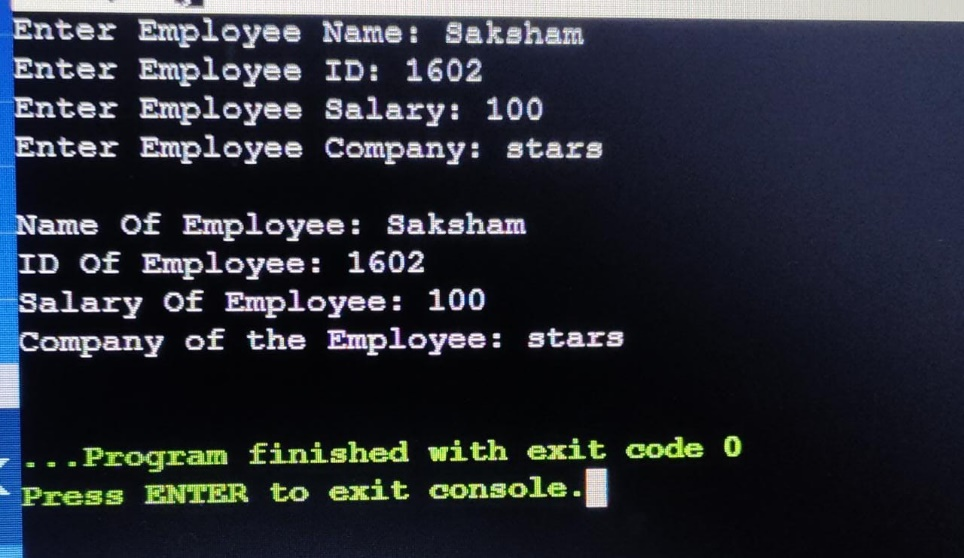 Enter Employee Name: Saksham
Enter Employee ID: 1602
Enter Employee Salary: 100
Enter Employee Company: stars
Name Of Employee: Saksham
ID Of Employee: 1602
Salary Of Employee: 100
Company of the Employee: stars
...Program finished with exit code 0
Press ENTER to exit console.